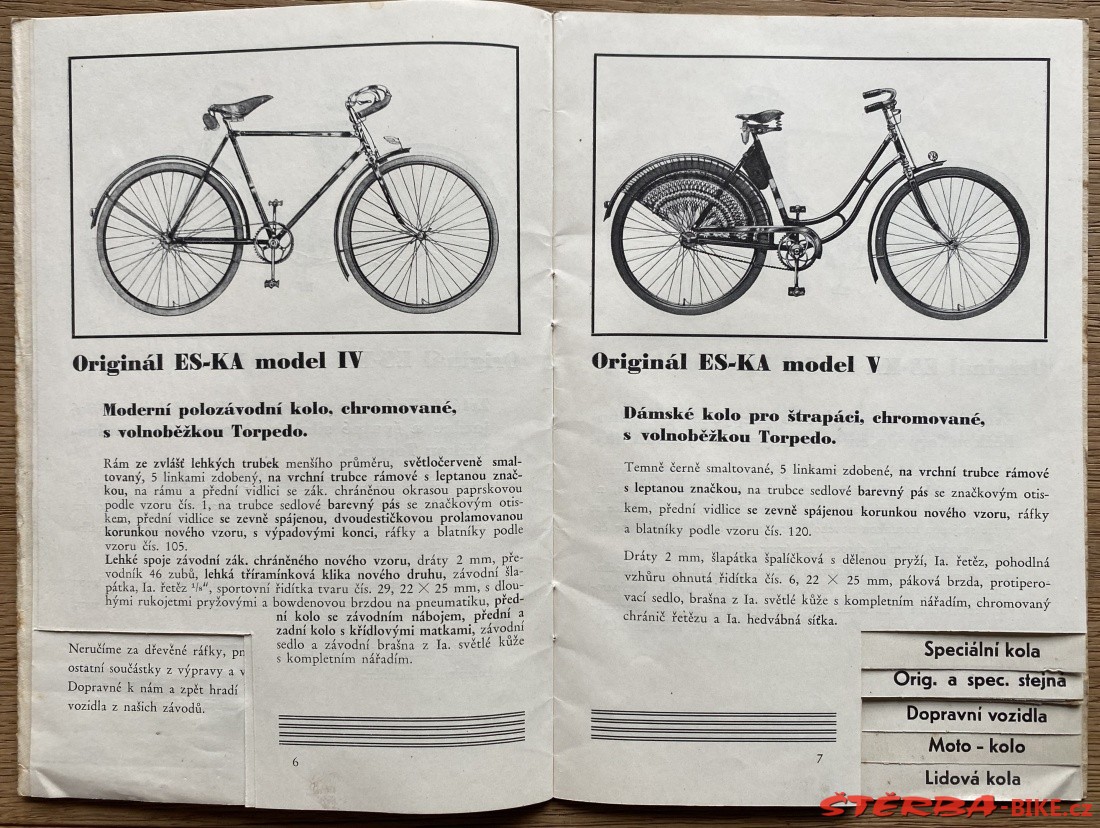 Originál ES-KA model IV
Moderní polozávodní kolo, chromované,
s volnoběžkou Torpedo.
Rám ze zvlášť lehkých trubek menšího průměru, světločerveně smal-
tovaný, 5 linkami zdobený, na vrchní trubce rámové s leptanou znač-
kou, na rámu a přední vidlici se zák. chráněnou okrasou paprskovou
podle vzoru čís. 1, na trubce sedlové barevný pás se značkovým otis-
kem, přední vidlice se zevně spájenou, dvoudestičkovou prolamovanou
korunkou nového vzoru, s výpadovými konci, ráfky a blatníky podle
vzoru čís. 105.
Lehké spoje závodní zák. chráněného nového vzoru, dráty 2 mm, pře-
vodník 46 zubů, lehká tříramínková klika nového druhu, závodní šla-
pátka, Ia. řetěz ¹/₈", sportovní řidítka tvaru čís. 29, 22 × 25 mm, s dlou-
hými rukojetmi pryžovými a bowdenovou brzdou na pneumatiku, před-
ní kolo se závodním nábojem, přední a
zadní kolo s křídlovými matkami, závodní
sedlo a závodní brašna z Ia. světlé kůže
s kompletním nářadím.
Neručíme za dřevěné ráfky, pn
ostatní součástky z výpravy a v
Dopravné k nám a zpět hradí
vozidla z našich závodů.
6
Originál ES-KA model V
Dámské kolo pro štrapáci, chromované,
s volnoběžkou Torpedo.
Temně černě smaltované, 5 linkami zdobené, na vrchní trubce rámové
s leptanou značkou, na trubce sedlové barevný pás se značkovým otis-
kem, přední vidlice se zevně spájenou korunkou nového vzoru, ráfky
a blatníky podle vzoru čís. 120.
Dráty 2 mm, šlapátka špalíčková s dělenou pryží, Ia. řetěz, pohodlná
vzhůru ohnutá řidítka čís. 6, 22 × 25 mm, páková brzda, protipero-
vací sedlo, brašna z Ia. světlé kůže s kompletním nářadím, chromovaný
chránič řetězu a Ia. hedvábná síťka.
7
Speciální kola
Orig. a spec. stejna
Dopravní vozidla
Moto - kolo
Lidová kola
ŠTĚRBA-BIKE.cz